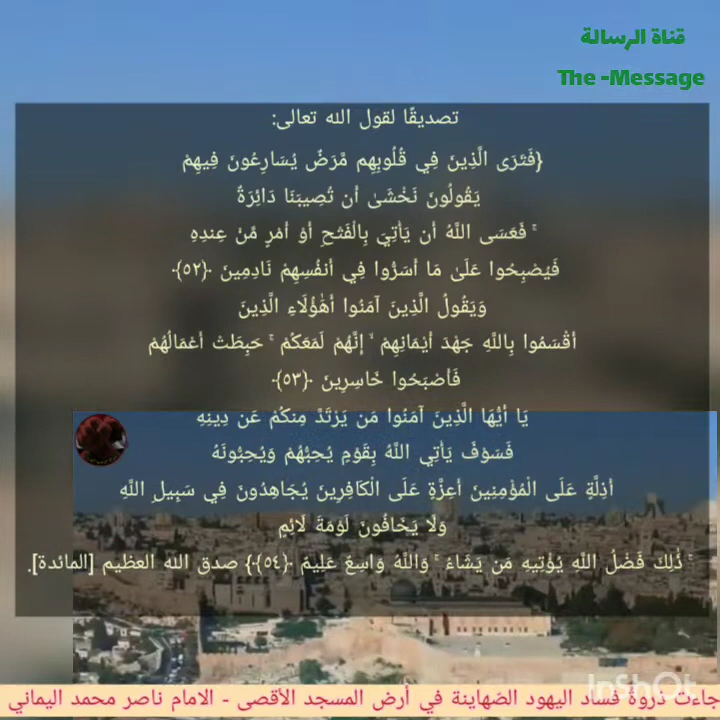 قناة الرسالة
The -Message
تصديقًا لقول الله تعالى:
{فَتَرَى الَّذِينَ فِي قُلُوبِهِم مَّرَضٌ يُسَارِعُونَ فِيهِمْ
يَقُولُونَ نَخْشَىٰ أَن تُصِيبَنَا دَائِرَةٌ
ۚ فَعَسَى اللَّهُ أَن يَأْتِيَ بِالْفَتْحِ أَوْ أَمْرٍ مِّنْ عِندِهِ
فَيُصْبِحُوا عَلَىٰ مَا أَسَرُّوا فِي أَنفُسِهِمْ نَادِمِينَ ﴿٥٢﴾
وَيَقُولُ الَّذِينَ آمَنُوا أَهَٰؤُلَاءِ الَّذِينَ
أَقْسَمُوا بِاللَّهِ جَهْدَ أَيْمَانِهِمْ ۙ إِنَّهُمْ لَمَعَكُمْ ۚ حَبِطَتْ أَعْمَالُهُمْ
فَأَصْبَحُوا خَاسِرِينَ ﴿٥٣﴾
يَا أَيُّهَا الَّذِينَ آمَنُوا مَن يَرْتَدَّ مِنكُمْ عَن دِينِهِ
فَسَوْفَ يَأْتِي اللَّهُ بِقَوْمٍ يُحِبُّهُمْ وَيُحِبُّونَهُ
أَذِلَّةٍ عَلَى الْمُؤْمِنِينَ أَعِزَّةٍ عَلَى الْكَافِرِينَ يُجَاهِدُونَ فِي سَبِيلِ اللَّهِ
وَلَا يَخَافُونَ لَوْمَةَ لَائِمٍ
ۚ ذَٰلِكَ فَضْلُ اللَّهِ يُؤْتِيهِ مَن يَشَاءُ ۚ وَاللَّهُ وَاسِعٌ عَلِيمٌ ﴿٥٤﴾} صدق الله العظيم [المائدة].
InShOt
جاءت ذروةُ فساد اليهود الصَهاينة في أرض المسجد الأقصى - الامام ناصر محمد اليماني